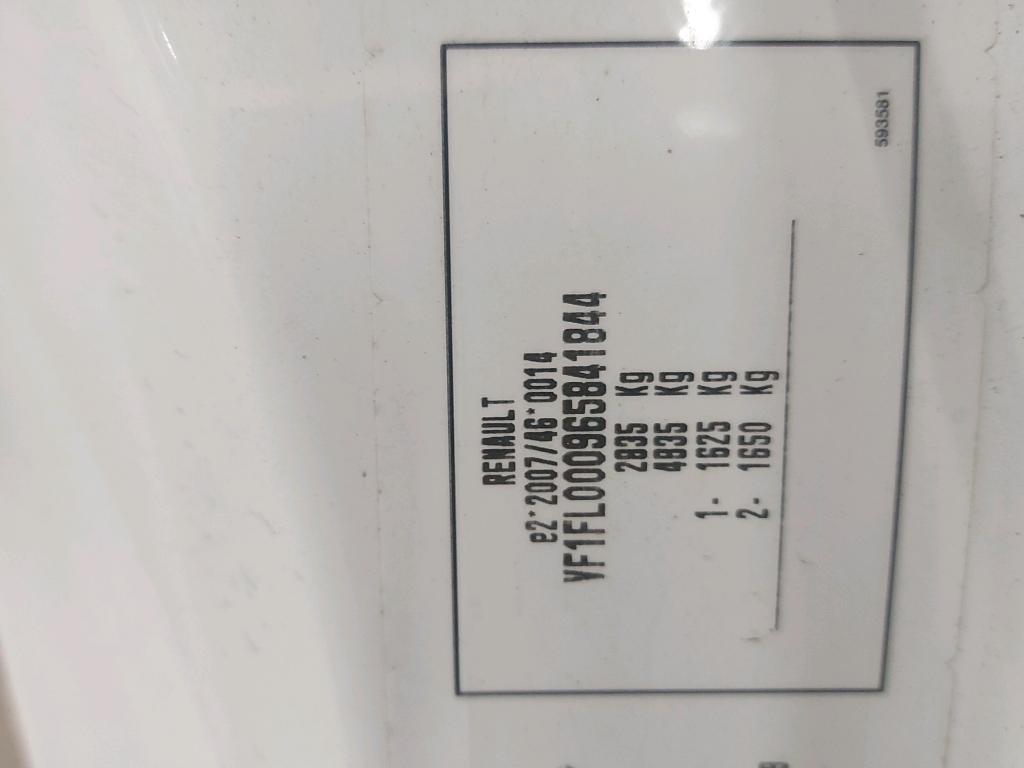 RENAULT
e2*2007/46*0014
VF1FL000965841844
2835 Kg
4835 Kg
1- 1625 Kg
2- 1650 Kg
593581